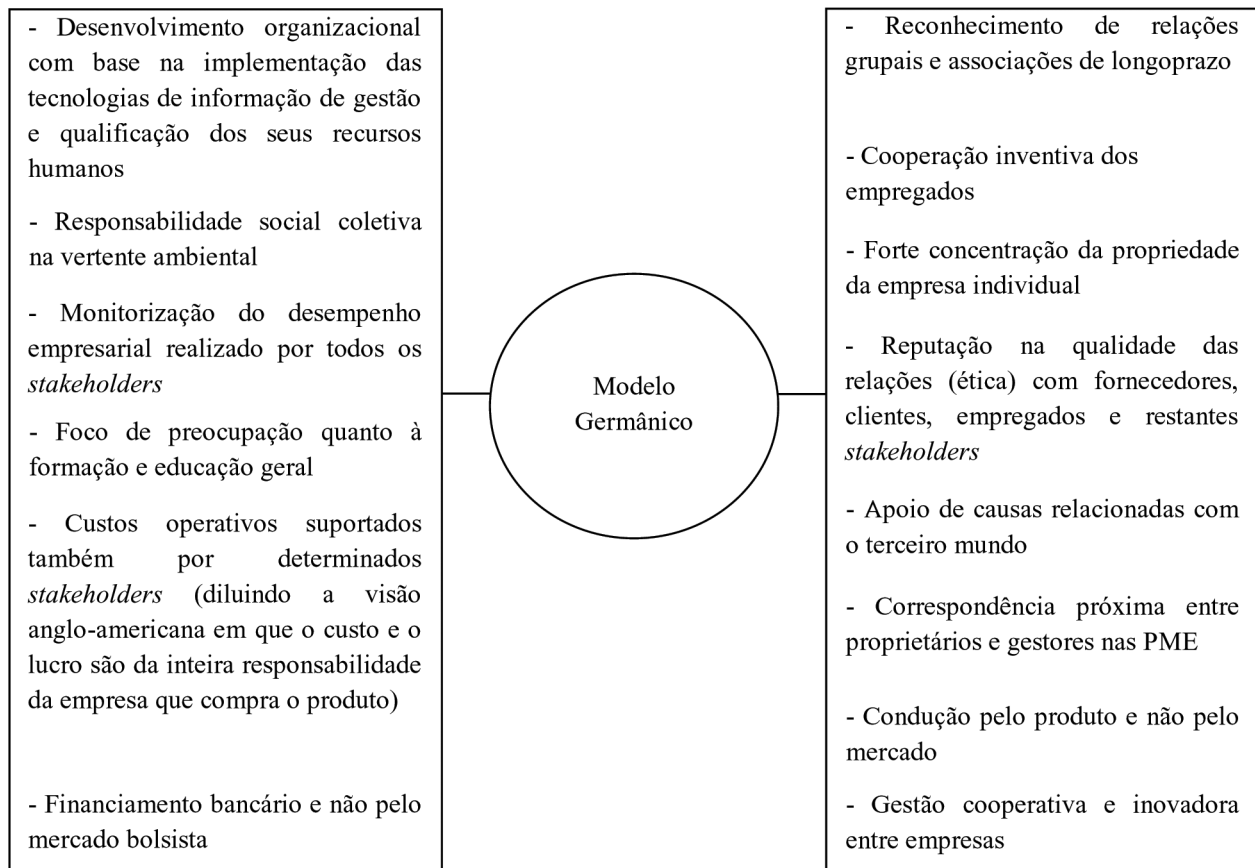 - Desenvolvimento organizacional
com base na implementação das
tecnologias de informação de gestão
e qualificação dos seus recursos
humanos
- Responsabilidade social coletiva
na vertente ambiental
- Monitorização do desempenho
empresarial realizado por todos os
stakeholders
- Foco de preocupação quanto à
formação e educação geral
- Custos operativos suportados
também por determinados
stakeholders (diluindo a visão
anglo-americana em que o custo e o
lucro são da inteira responsabilidade
da empresa que compra o produto)
- Financiamento bancário e não pelo
mercado bolsista
Modelo
Germânico
- Reconhecimento de relações
grupais e associações de longoprazo
- Cooperação inventiva dos
empregados
- Forte concentração da propriedade
da empresa individual
- Reputação na qualidade das
relações (ética) com fornecedores,
clientes, empregados e restantes
stakeholders
- Apoio de causas relacionadas com
o terceiro mundo
- Correspondência próxima entre
proprietários e gestores nas PME
- Condução pelo produto e não pelo
mercado
- Gestão cooperativa e inovadora
entre empresas